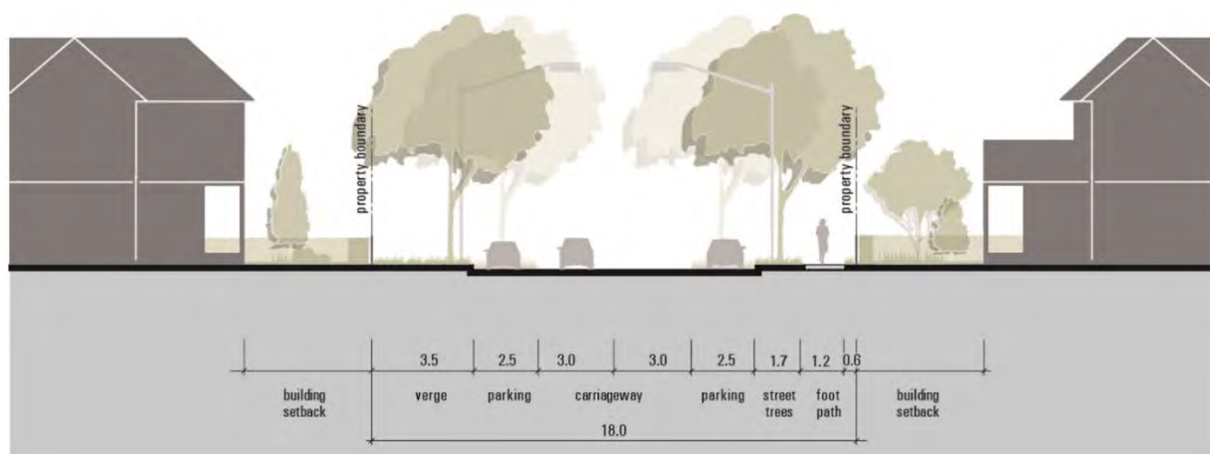 property boundary
property boundary
3.5 2.5 3.0 3.0 2.5 1.7 1.2 0.6
building setback
verge
parking
carriageway
parking
street trees
foot path
building setback
18.0